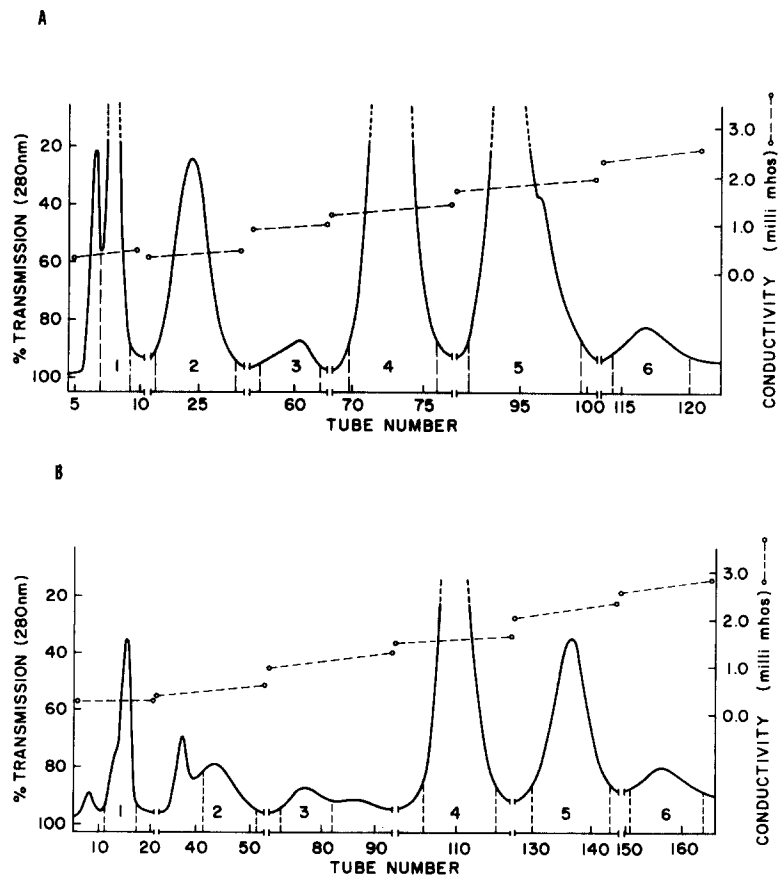 A
% TRANSMISSION (280nm)
20
40
60
80
100
3.0
2.0
1.0
0.0
CONDUCTIVITY (milli mhos)
1 2 3 4 5 6
5 10 25 60 70 75 95 100 115 120
TUBE NUMBER
B
% TRANSMISSION (280nm)
20
40
60
80
100
3.0
2.0
1.0
0.0
CONDUCTIVITY (milli mhos)
1 2 3 4 5 6
10 20 40 50 80 90 110 130 140 150 160
TUBE NUMBER